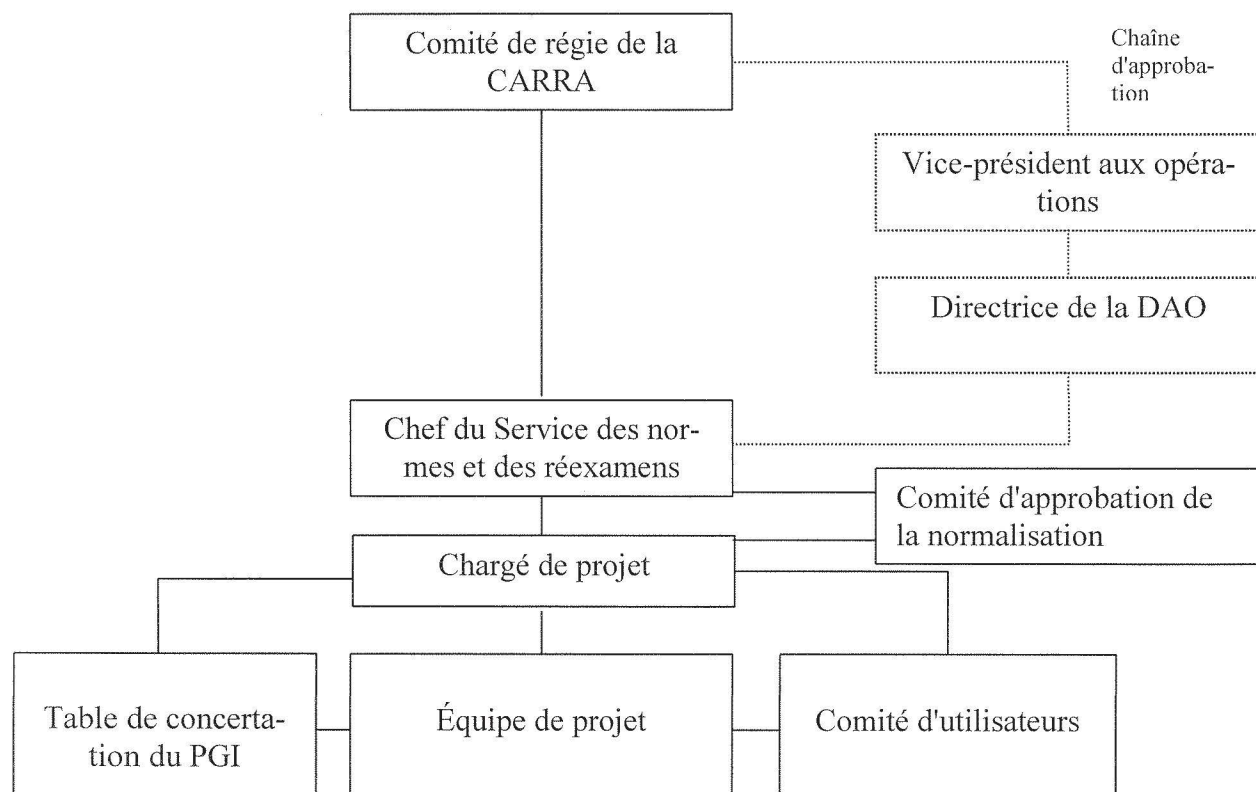 Comité de régie de la
CARRA
Chaîne
d'approba-
tion
Vice-président aux opéra-
tions
Directrice de la DAO
Chef du Service des nor-
mes et des réexamens
Comité d'approbation de
la normalisation
Chargé de projet
Table de concerta-
tion du PGI
Équipe de projet
Comité d'utilisateurs